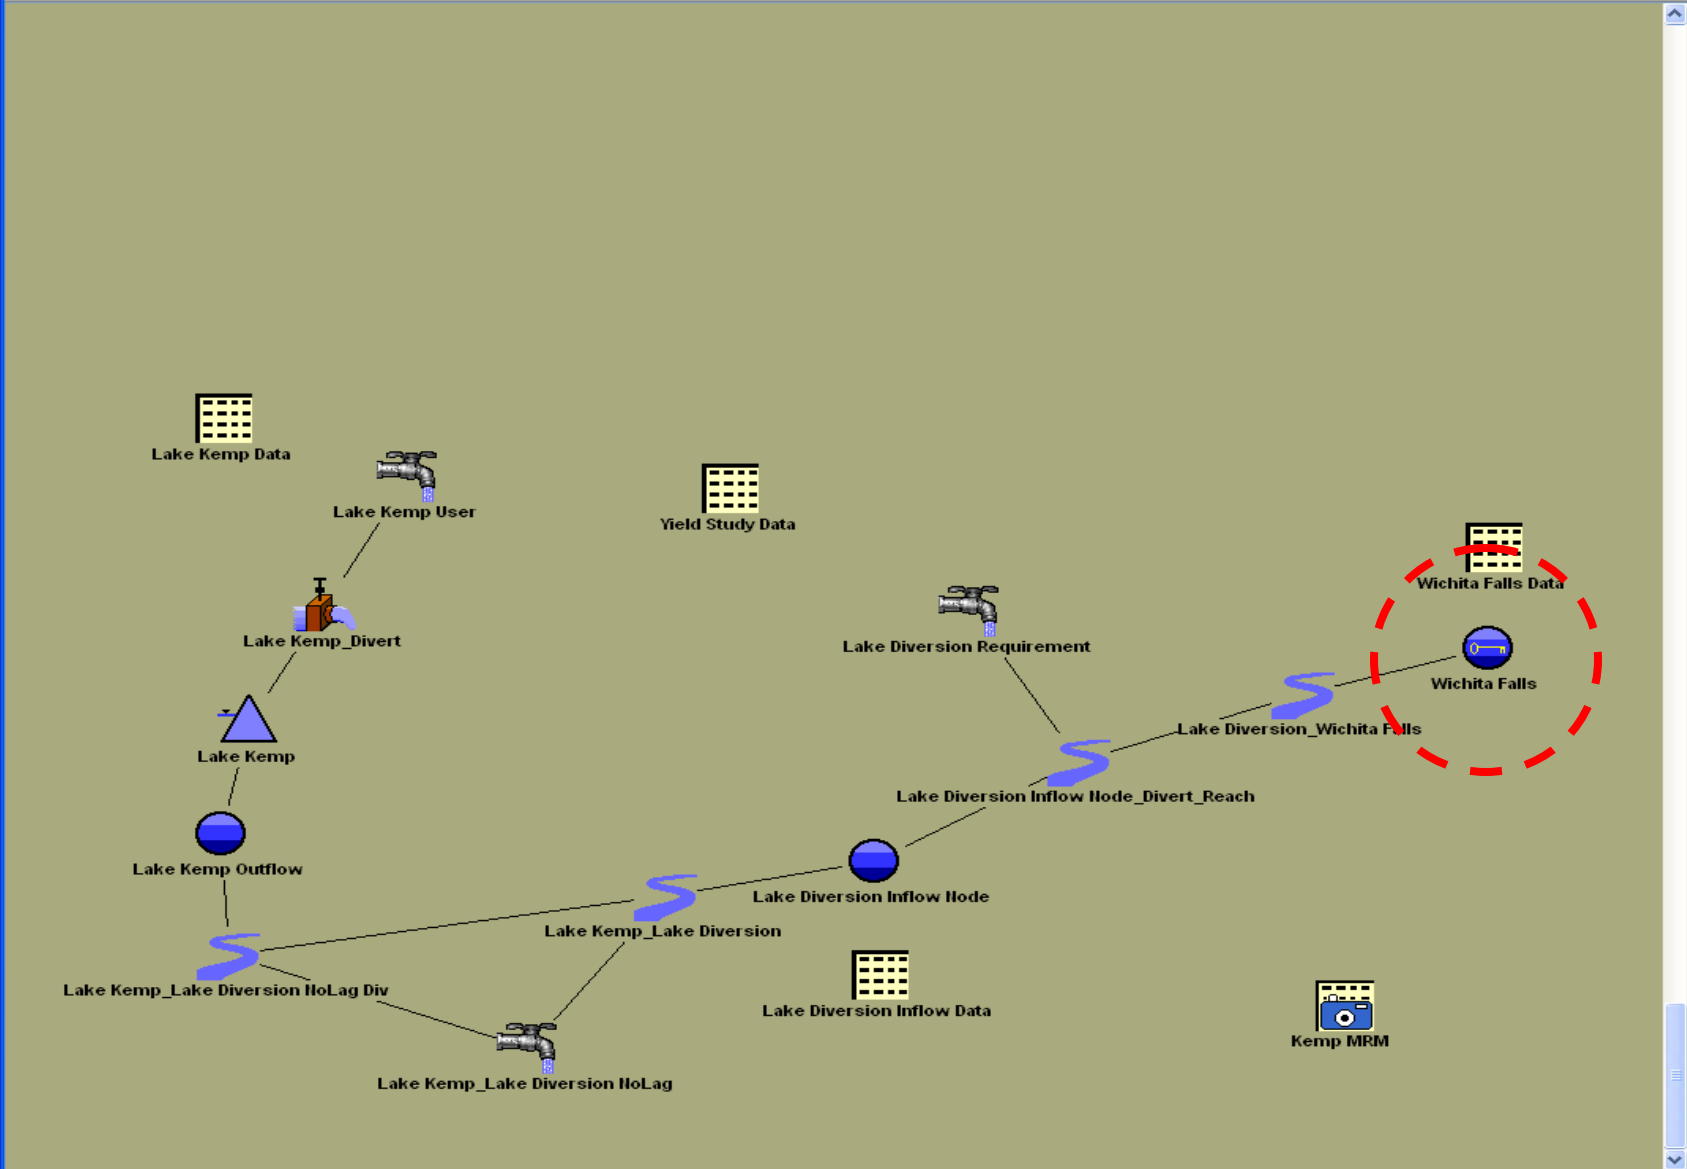 Lake Kemp Data
Lake Kemp User
Yield Study Data
Wichita Falls Data
Lake Kemp_Divert
Lake Diversion Requirement
Wichita Falls
Lake Diversion_Wichita Falls
Lake Kemp
Lake Diversion Inflow Node_Divert_Reach
Lake Kemp Outflow
Lake Diversion Inflow Node
Lake Kemp_Lake Diversion
Lake Kemp_Lake Diversion NoLag Div
Lake Diversion Inflow Data
Kemp MRM
Lake Kemp_Lake Diversion NoLag